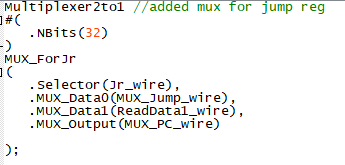 Multiplexer2to1 //added mux for jump reg
#(
    .NBits(32)
)
MUX_ForJr
(
    .Selector(Jr_wire),
    .MUX_Data0(MUX_Jump_wire),
    .MUX_Data1(ReadData1_wire),
    .MUX_Output(MUX_PC_wire)
);